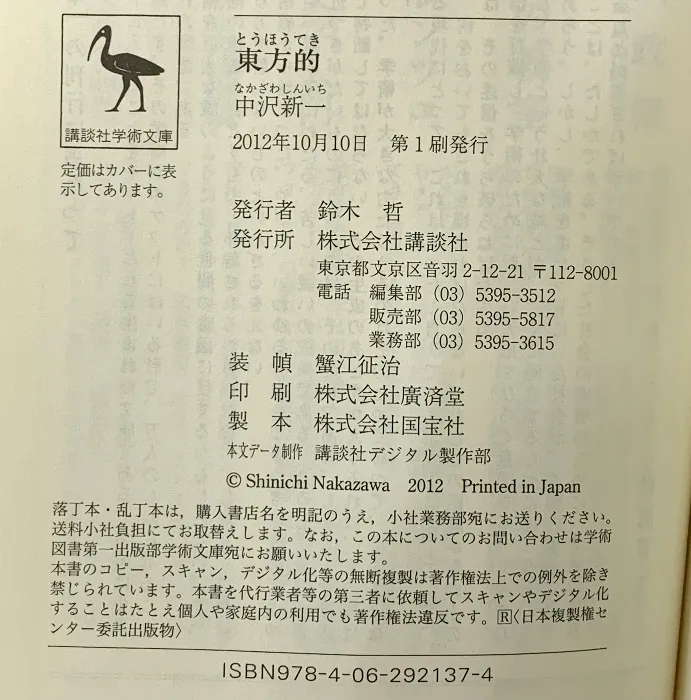 とうほうてき
東方的
なかざわしんいち
中沢新一
2012年10月10日 第1刷発行
講談社学術文庫
定価はカバーに表
示してあります。
発行者 鈴木 哲
発行所 株式会社講談社
東京都文京区音羽 2-12-21 〒112-8001
電話 編集部 (03) 5395-3512
販売部 (03) 5395-5817
業務部 (03) 5395-3615
装 幀 蟹江征治
印 刷 株式会社廣済堂
製 本 株式会社国宝社
本文データ制作 講談社デジタル製作部
© Shinichi Nakazawa 2012 Printed in Japan
落丁本・乱丁本は，購入書店名を明記のうえ，小社業務部宛にお送りください。
送料小社負担にてお取替えします。なお，この本についてのお問い合わせは学術
図書第一出版部学術文庫宛にお願いいたします。
本書のコピー，スキャン，デジタル化等の無断複製は著作権法上での例外を除き
禁じられています。本書を代行業者等の第三者に依頼してスキャンやデジタル化
することはたとえ個人や家庭内の利用でも著作権法違反です。Ⓡ〈日本複製権セ
ンター委託出版物〉
ISBN978-4-06-292137-4